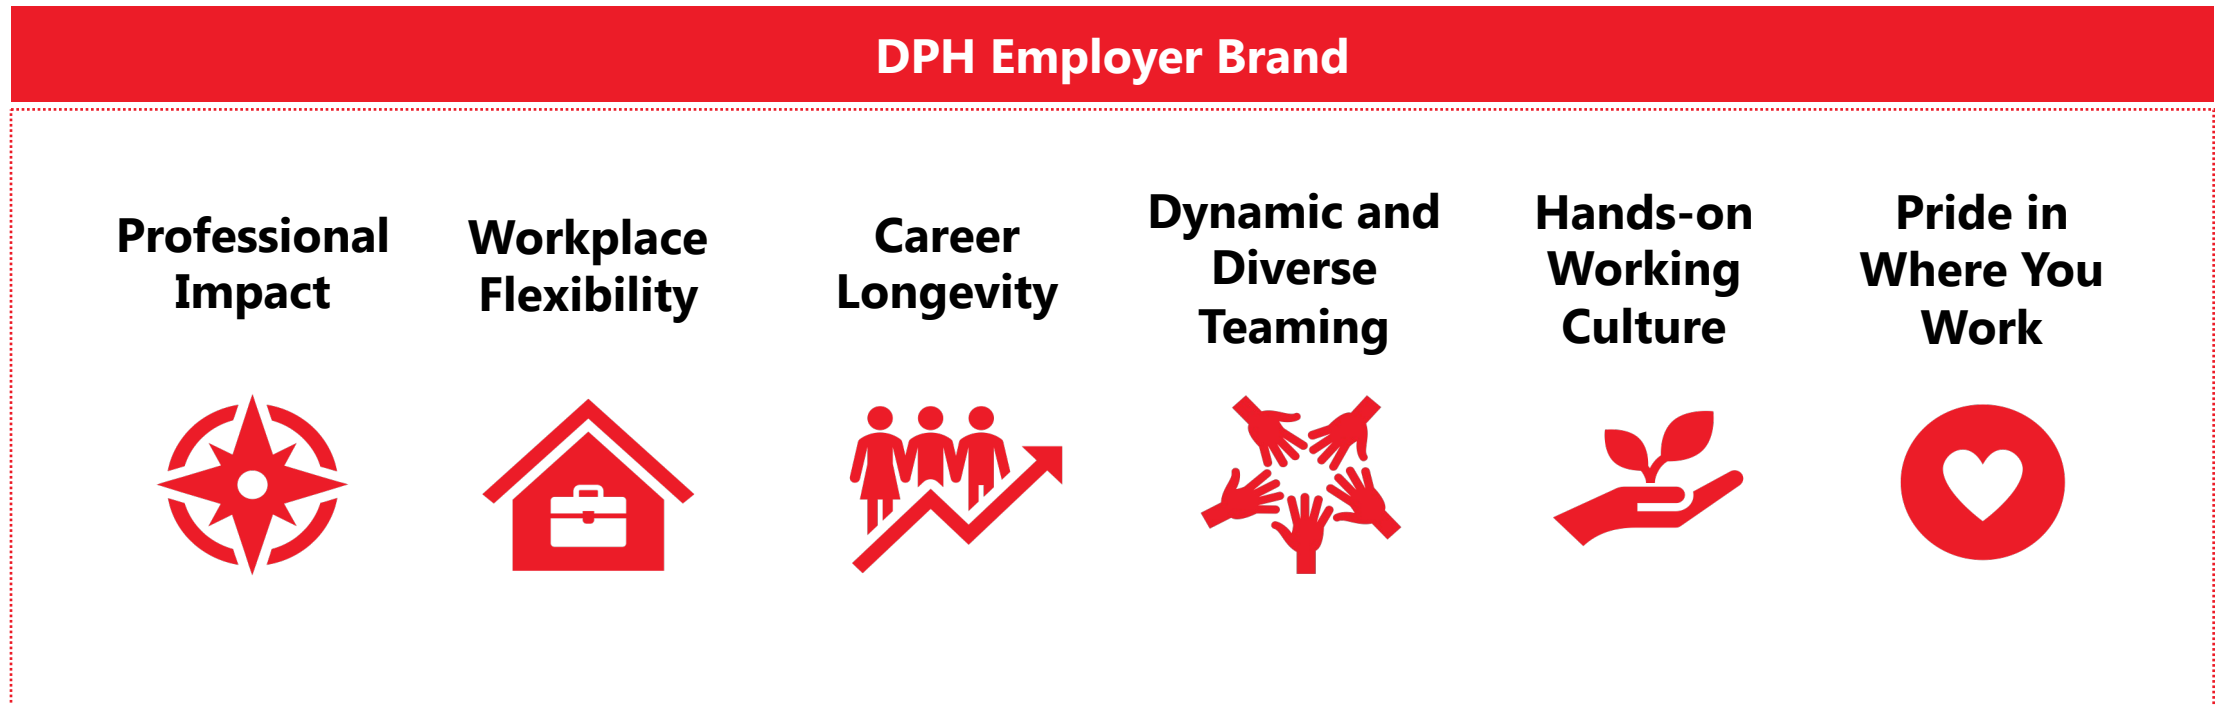 DPH Employer Brand
Professional
Impact
Workplace
Flexibility
Career
Longevity
Dynamic and
Diverse
Teaming
Hands-on
Working
Culture
Pride in
Where You
Work